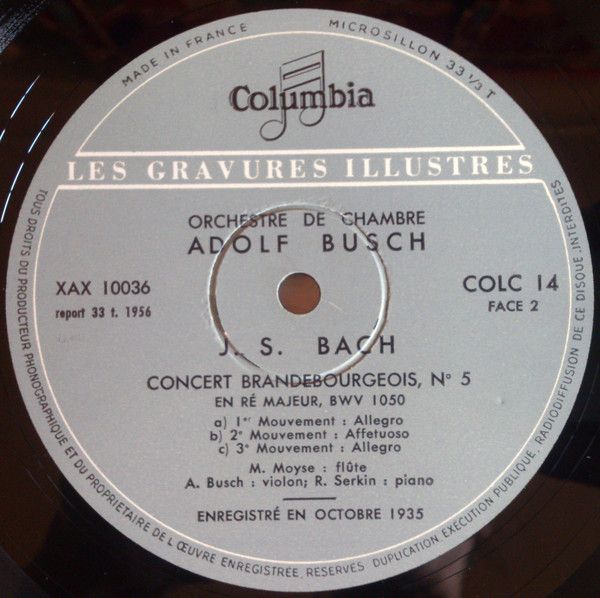 MADE IN FRANCE
MICROSILLON 33 1/3 T
Columbia
LES GRAVURES ILLUSTRES
ORCHESTRE DE CHAMBRE
ADOLF BUSCH
XAX 10036
report 33 t. 1956
COLC 14
FACE 2
J. S. BACH
CONCERT BRANDEBOURGEOIS, N° 5
EN RÉ MAJEUR, BWV 1050
a) 1er Mouvement : Allegro
b) 2e Mouvement : Affetuoso
c) 3e Mouvement : Allegro
M. Moyse : flûte
A. Busch : violon; R. Serkin : piano
ENREGISTRÉ EN OCTOBRE 1935
TOUS DROITS DU PRODUCTEUR PHONOGRAPHIQUE ET DU PROPRIETAIRE DE L'ŒUVRE ENREGISTRÉE, RÉSERVÉS. DUPLICATION, EXECUTION PUBLIQUE, RADIODIFFUSION DE CE DISQUE, INTERDITES